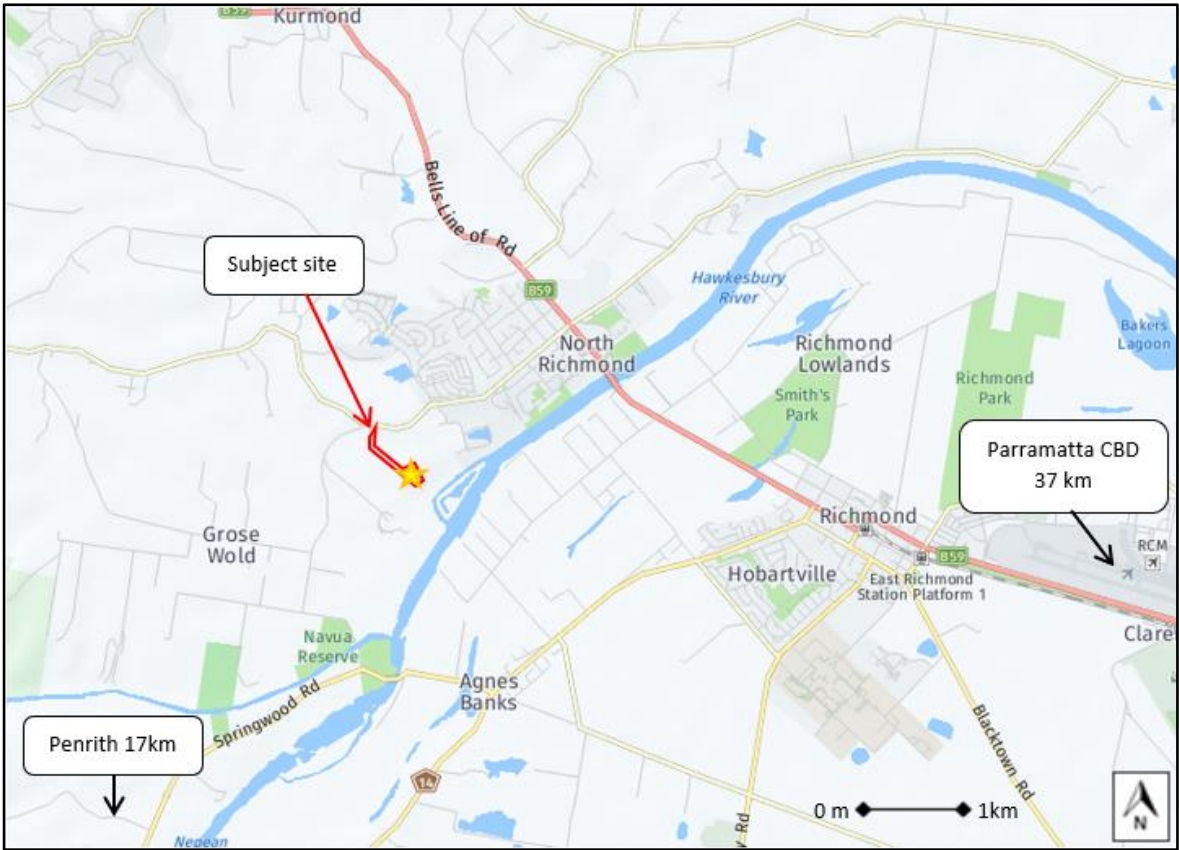 B59
Kurmond
Bells Line of Rd
Subject site
B59
Hawkesbury
River
North
Richmond
Richmond
Lowlands
Bakers
Lagoon
Smith's
Park
Richmond
Park
Parramatta CBD
37 km
Grose
Wold
Richmond
RCM
B59
Hobartville
East Richmond
Station Platform 1
Clare
Navua
Reserve
Agnes
Banks
Springwood Rd
Penrith 17km
Blacktown Rd
14
0 m
1km
N
Rd
Nepean